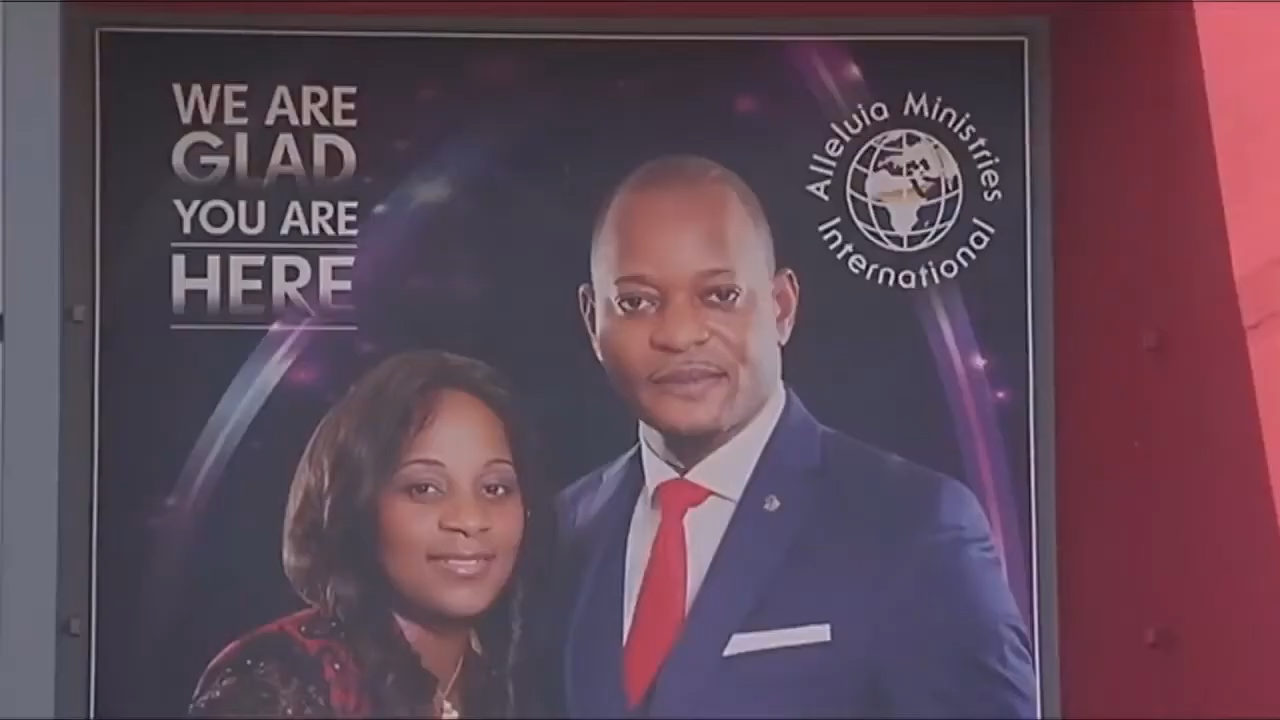 WE ARE
GLAD
YOU ARE
HERE
Alleluia Ministries
International